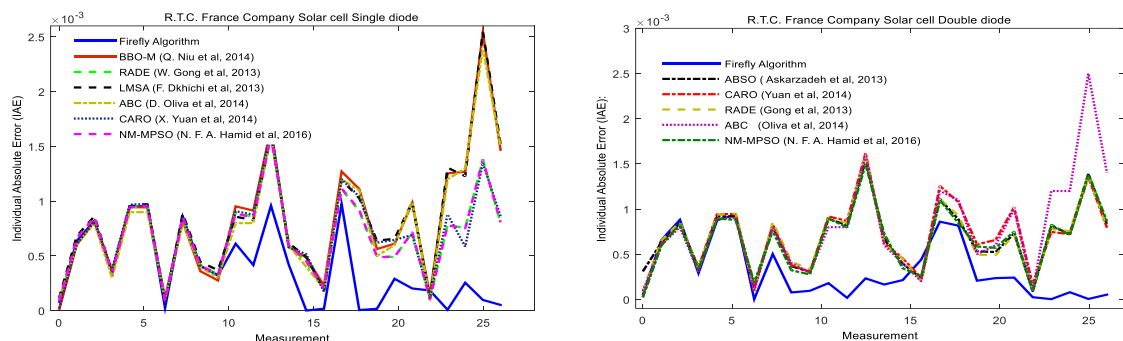 R.T.C. France Company Solar cell Single diode
×10⁻³
2.5
2
1.5
1
0.5
0
Individual Absolute Error (IAE)
Firefly Algorithm
BBO-M (Q. Niu et al, 2014)
RADE (W. Gong et al, 2013)
LMSA (F. Dkhichi et al, 2013)
ABC (D. Oliva et al, 2014)
CARO (X. Yuan et al, 2014)
NM-MPSO (N. F. A. Hamid et al, 2016)
0 5 10 15 20 25
Measurement
R.T.C. France Company Solar cell Double diode
×10⁻³
3
2.5
2
1.5
1
0.5
0
Individual Absolute Error (IAE):
Firefly Algorithm
ABSO ( Askarzadeh et al, 2013)
CARO (Yuan et al, 2014)
RADE (Gong et al, 2013)
ABC (Oliva et al, 2014)
NM-MPSO (N. F. A. Hamid et al, 2016)
0 5 10 15 20 25
Measurement